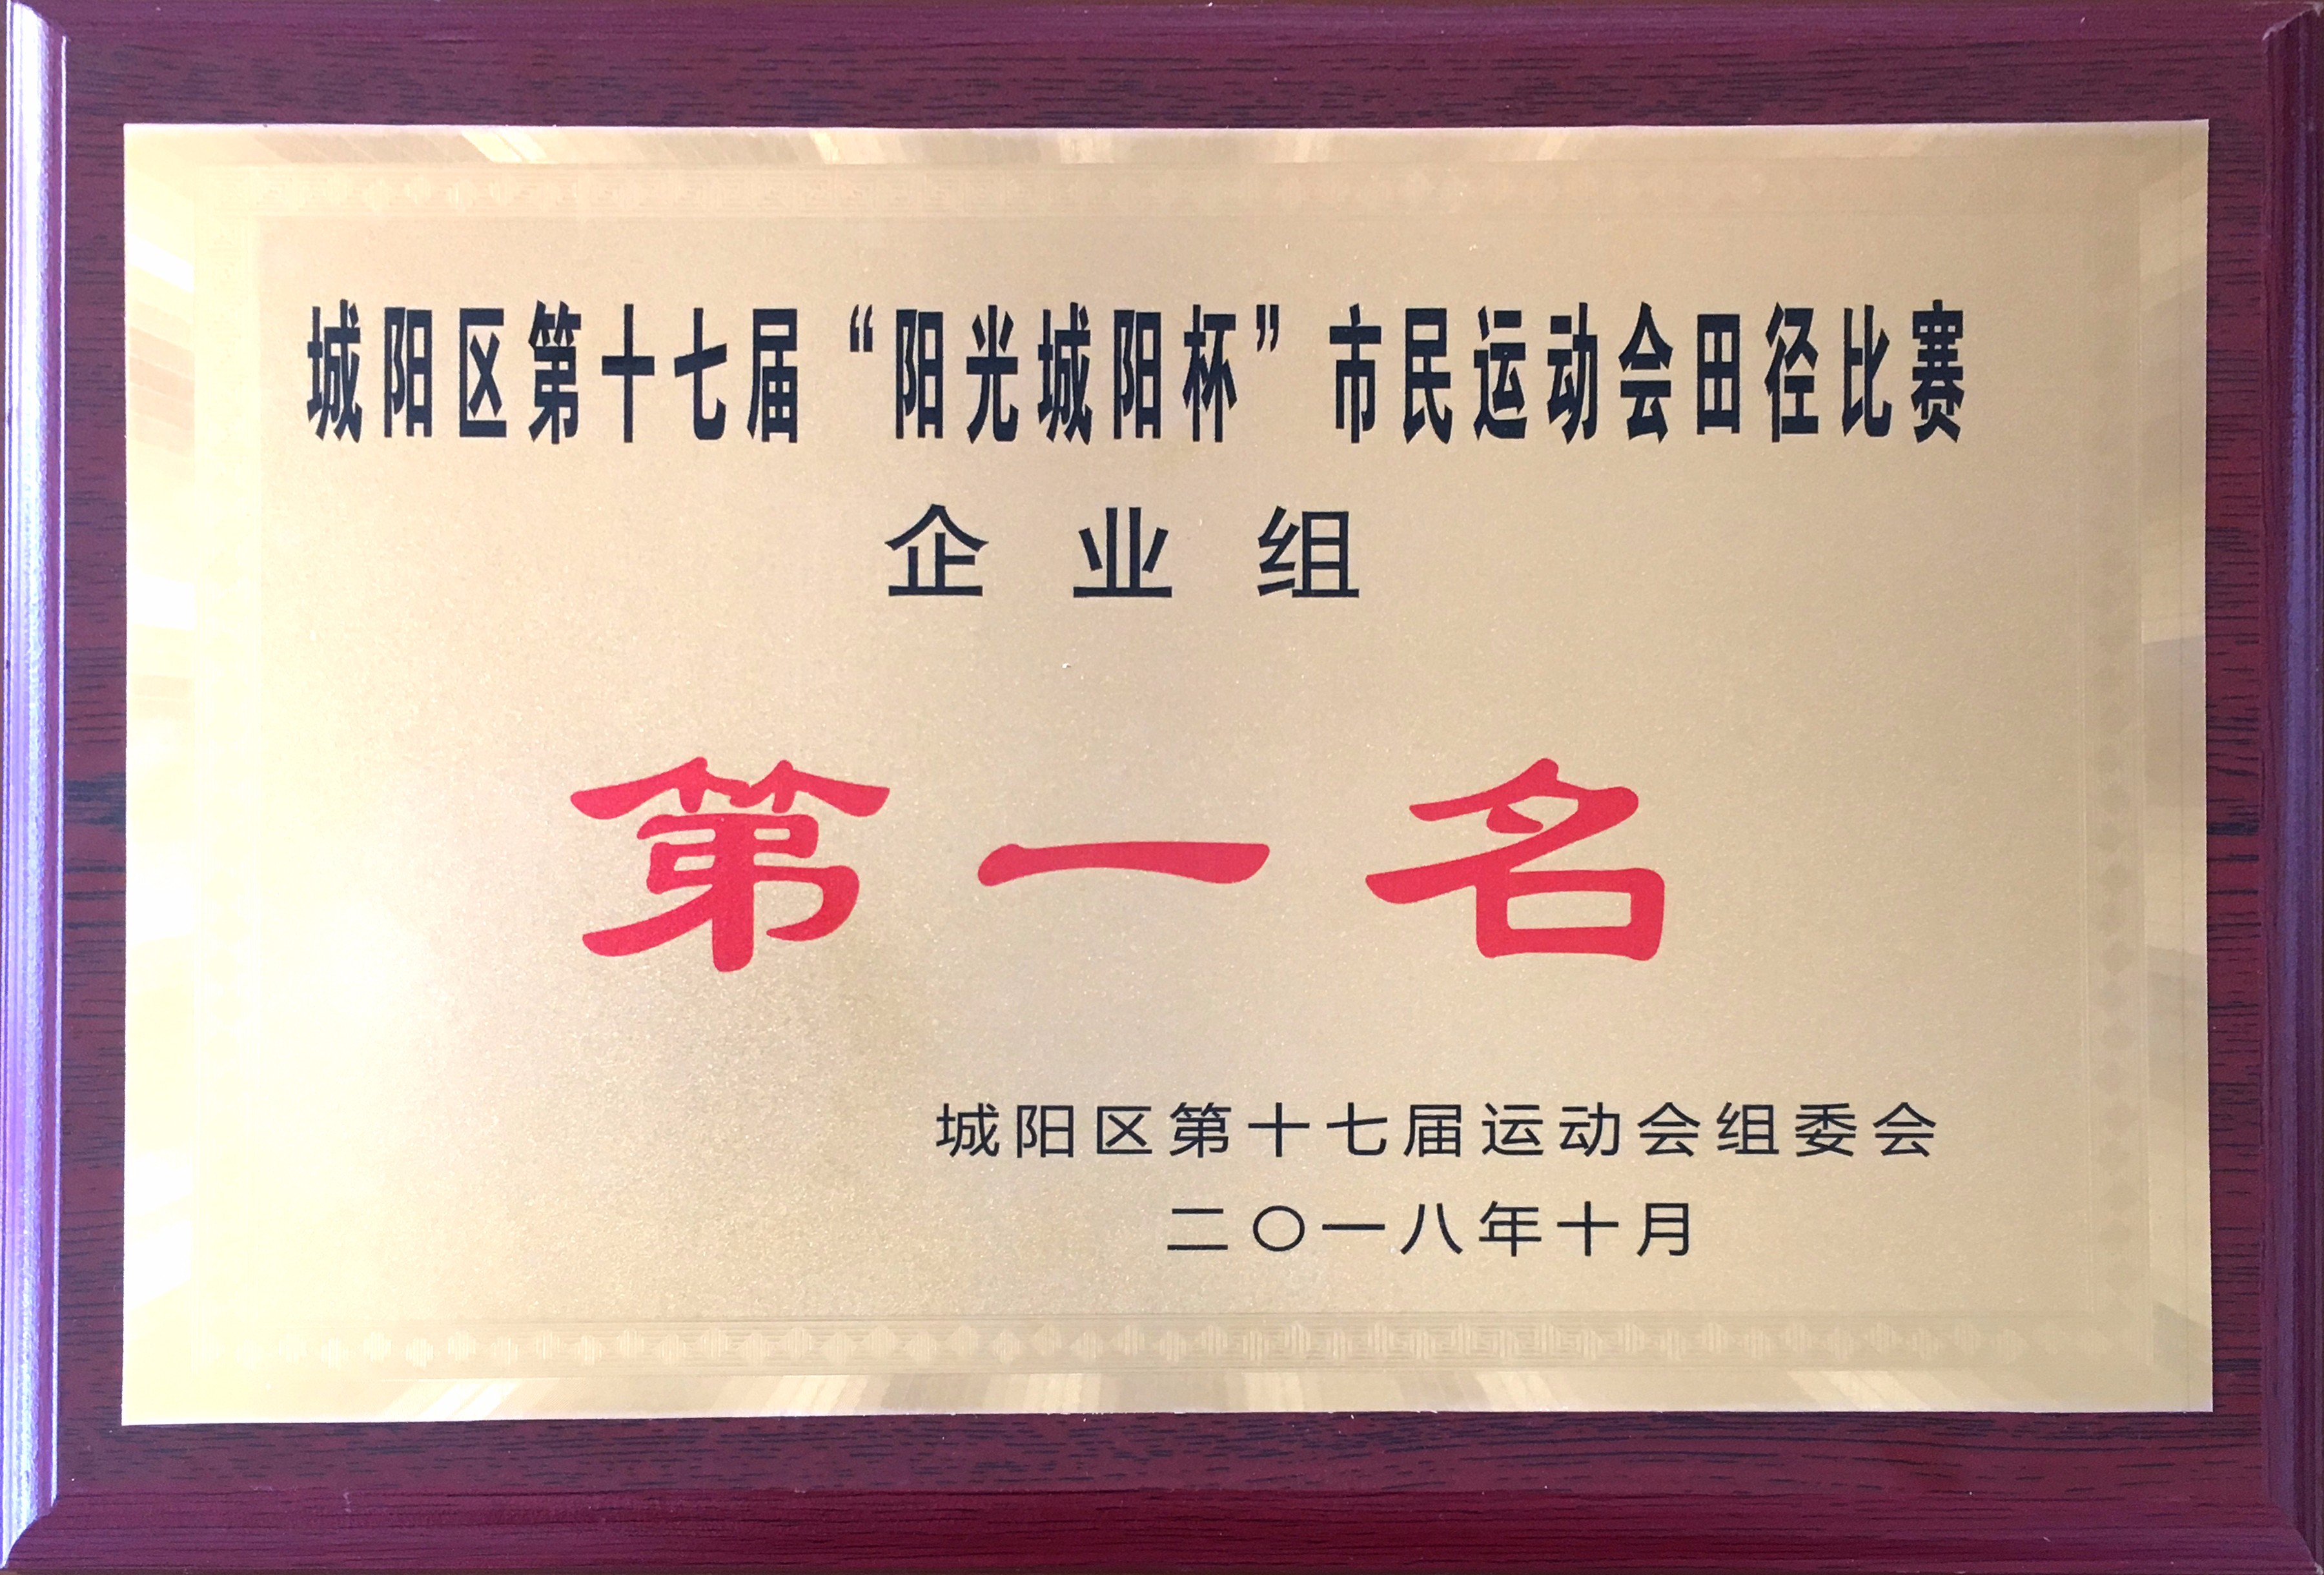 城阳区第十七届“阳光城阳杯”市民运动会田径比赛
企业组
第一名
城阳区第十七届运动会组委会
二〇一八年十月